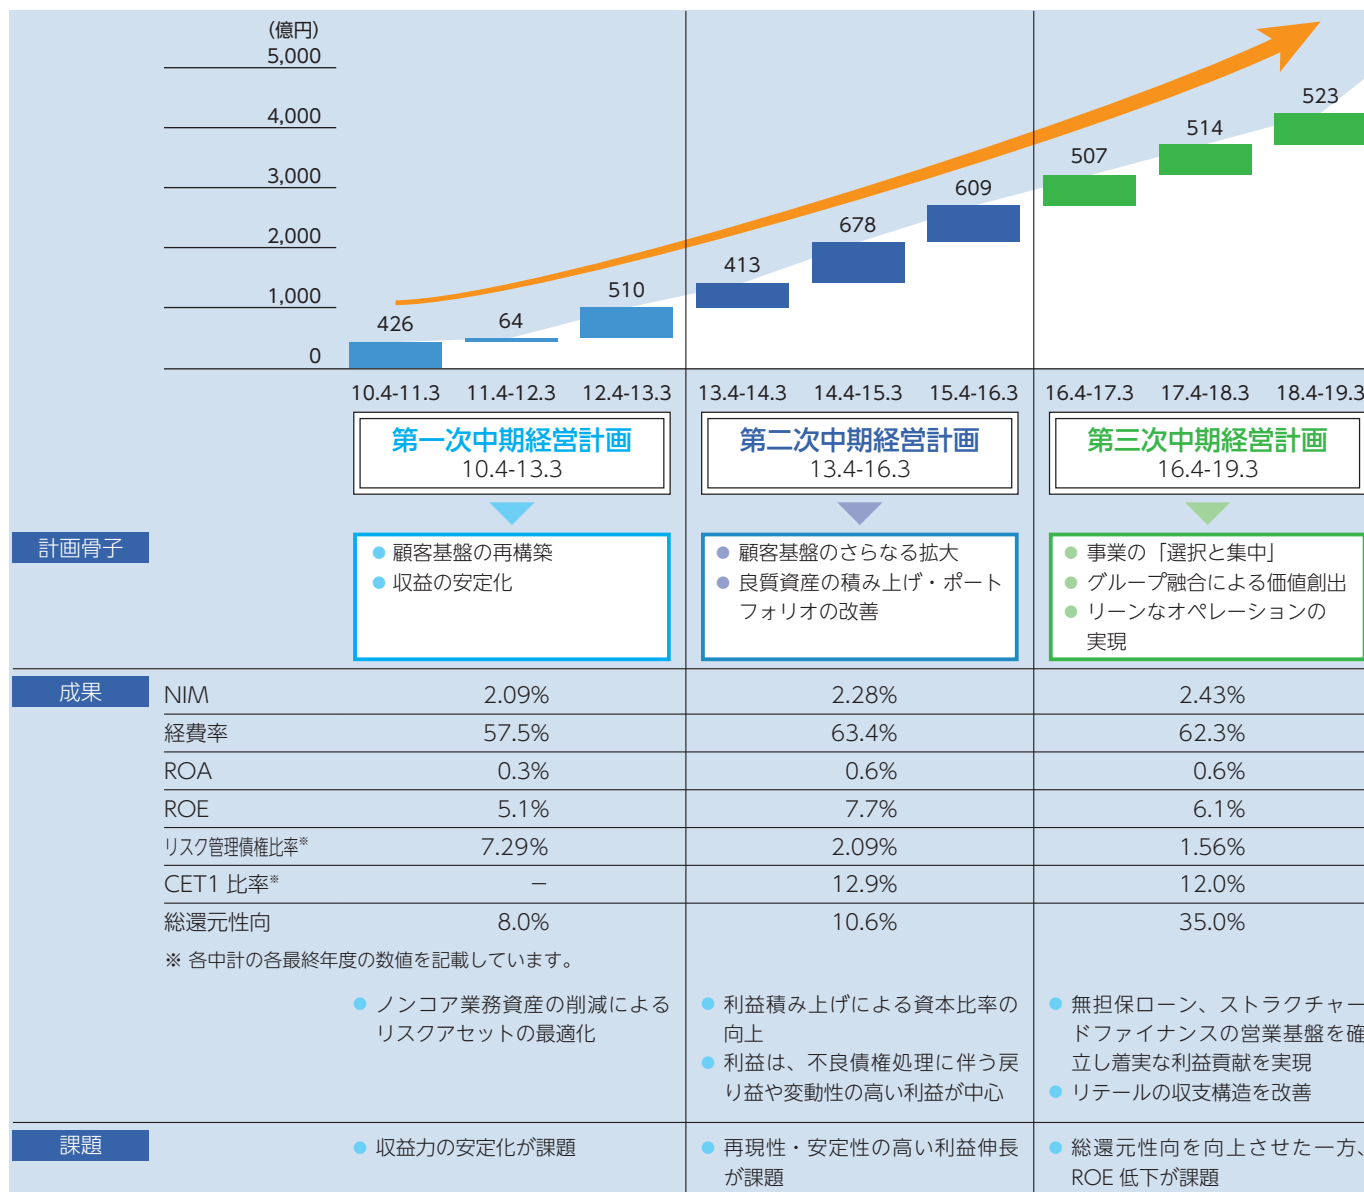 (億円)
5,000
4,000
3,000
2,000
1,000
0
426
64
510
413
678
609
507
514
523
10.4-11.3
11.4-12.3
12.4-13.3
13.4-14.3
14.4-15.3
15.4-16.3
16.4-17.3
17.4-18.3
18.4-19.3
第一次中期経営計画
10.4-13.3
第二次中期経営計画
13.4-16.3
第三次中期経営計画
16.4-19.3
計画骨子
● 顧客基盤の再構築
● 収益の安定化
● 顧客基盤のさらなる拡大
● 良質資産の積み上げ・ポート
フォリオの改善
● 事業の「選択と集中」
● グループ融合による価値創出
● リーンなオペレーションの
実現
成果
NIM 2.09% 2.28% 2.43%
経費率 57.5% 63.4% 62.3%
ROA 0.3% 0.6% 0.6%
ROE 5.1% 7.7% 6.1%
リスク管理債権比率※ 7.29% 2.09% 1.56%
CET1 比率※ − 12.9% 12.0%
総還元性向 8.0% 10.6% 35.0%
※ 各中計の各最終年度の数値を記載しています。
● ノンコア業務資産の削減による
リスクアセットの最適化
● 利益積み上げによる資本比率の
向上
● 利益は、不良債権処理に伴う戻
り益や変動性の高い利益が中心
● 無担保ローン、ストラクチャー
ドファイナンスの営業基盤を確
立し着実な利益貢献を実現
● リテールの収支構造を改善
課題
● 収益力の安定化が課題
● 再現性・安定性の高い利益伸長
が課題
● 総還元性向を向上させた一方、
ROE 低下が課題